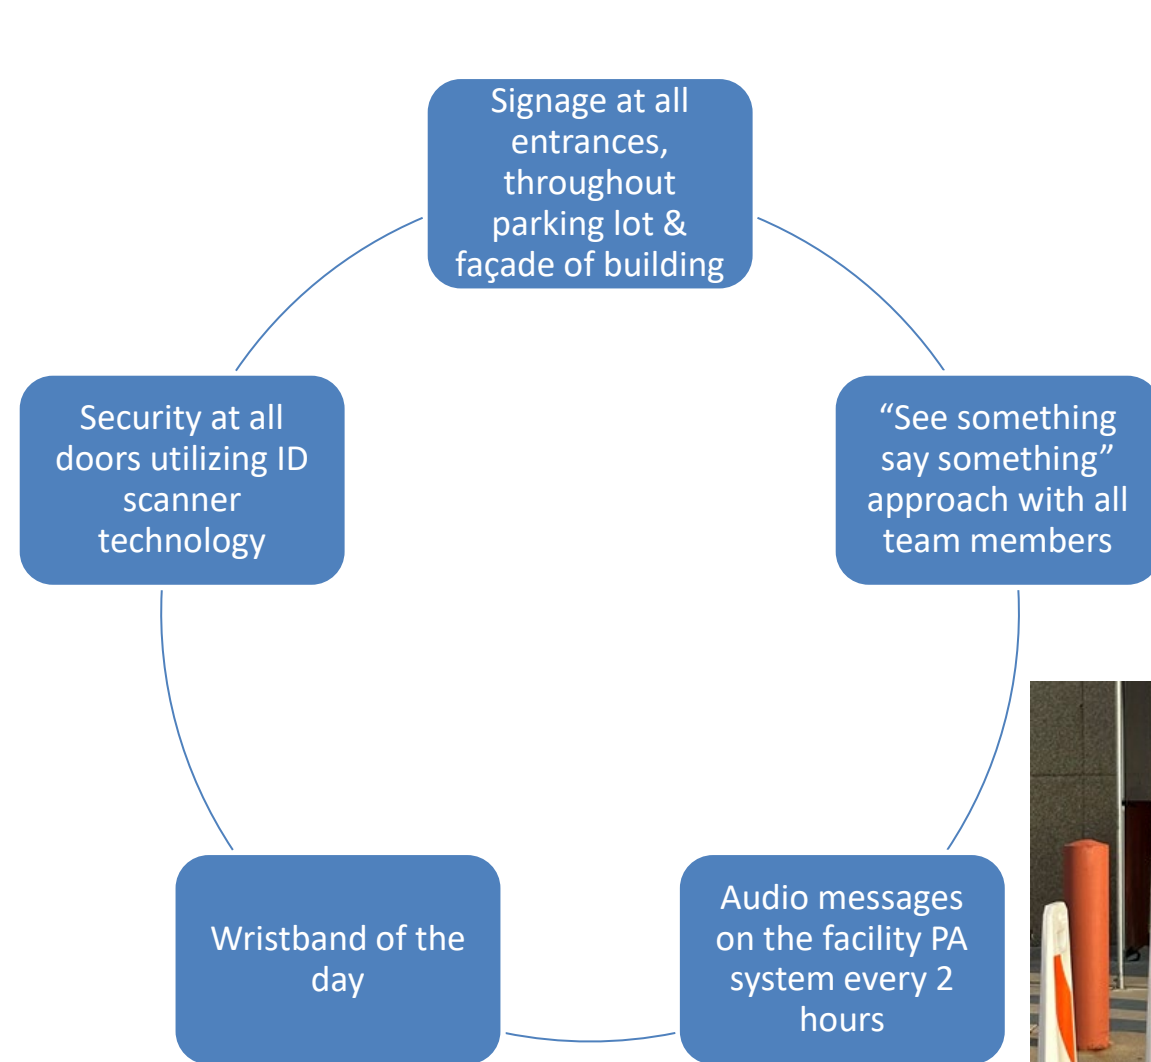 Signage at all
entrances,
throughout
parking lot &
façade of building
“See something
say something”
approach with all
team members
Audio messages
on the facility PA
system every 2
hours
Wristband of the
day
Security at all
doors utilizing ID
scanner
technology